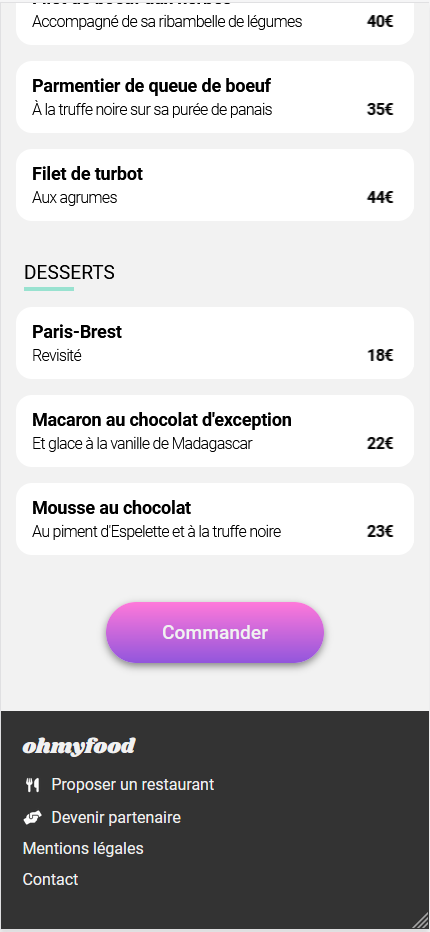 Accompagné de sa ribambelle de légumes 40€
Parmentier de queue de boeuf
À la truffe noire sur sa purée de panais 35€
Filet de turbot
Aux agrumes 44€
DESSERTS
Paris-Brest
Revisité 18€
Macaron au chocolat d'exception
Et glace à la vanille de Madagascar 22€
Mousse au chocolat
Au piment d'Espelette et à la truffe noire 23€
Commander
ohmyfood
Proposer un restaurant
Devenir partenaire
Mentions légales
Contact